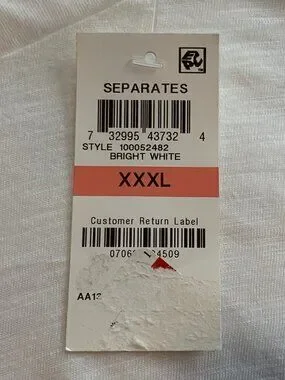 SEPARATES
7 32995 43732 4
STYLE 100052482
BRIGHT WHITE
XXXL
Customer Return Label